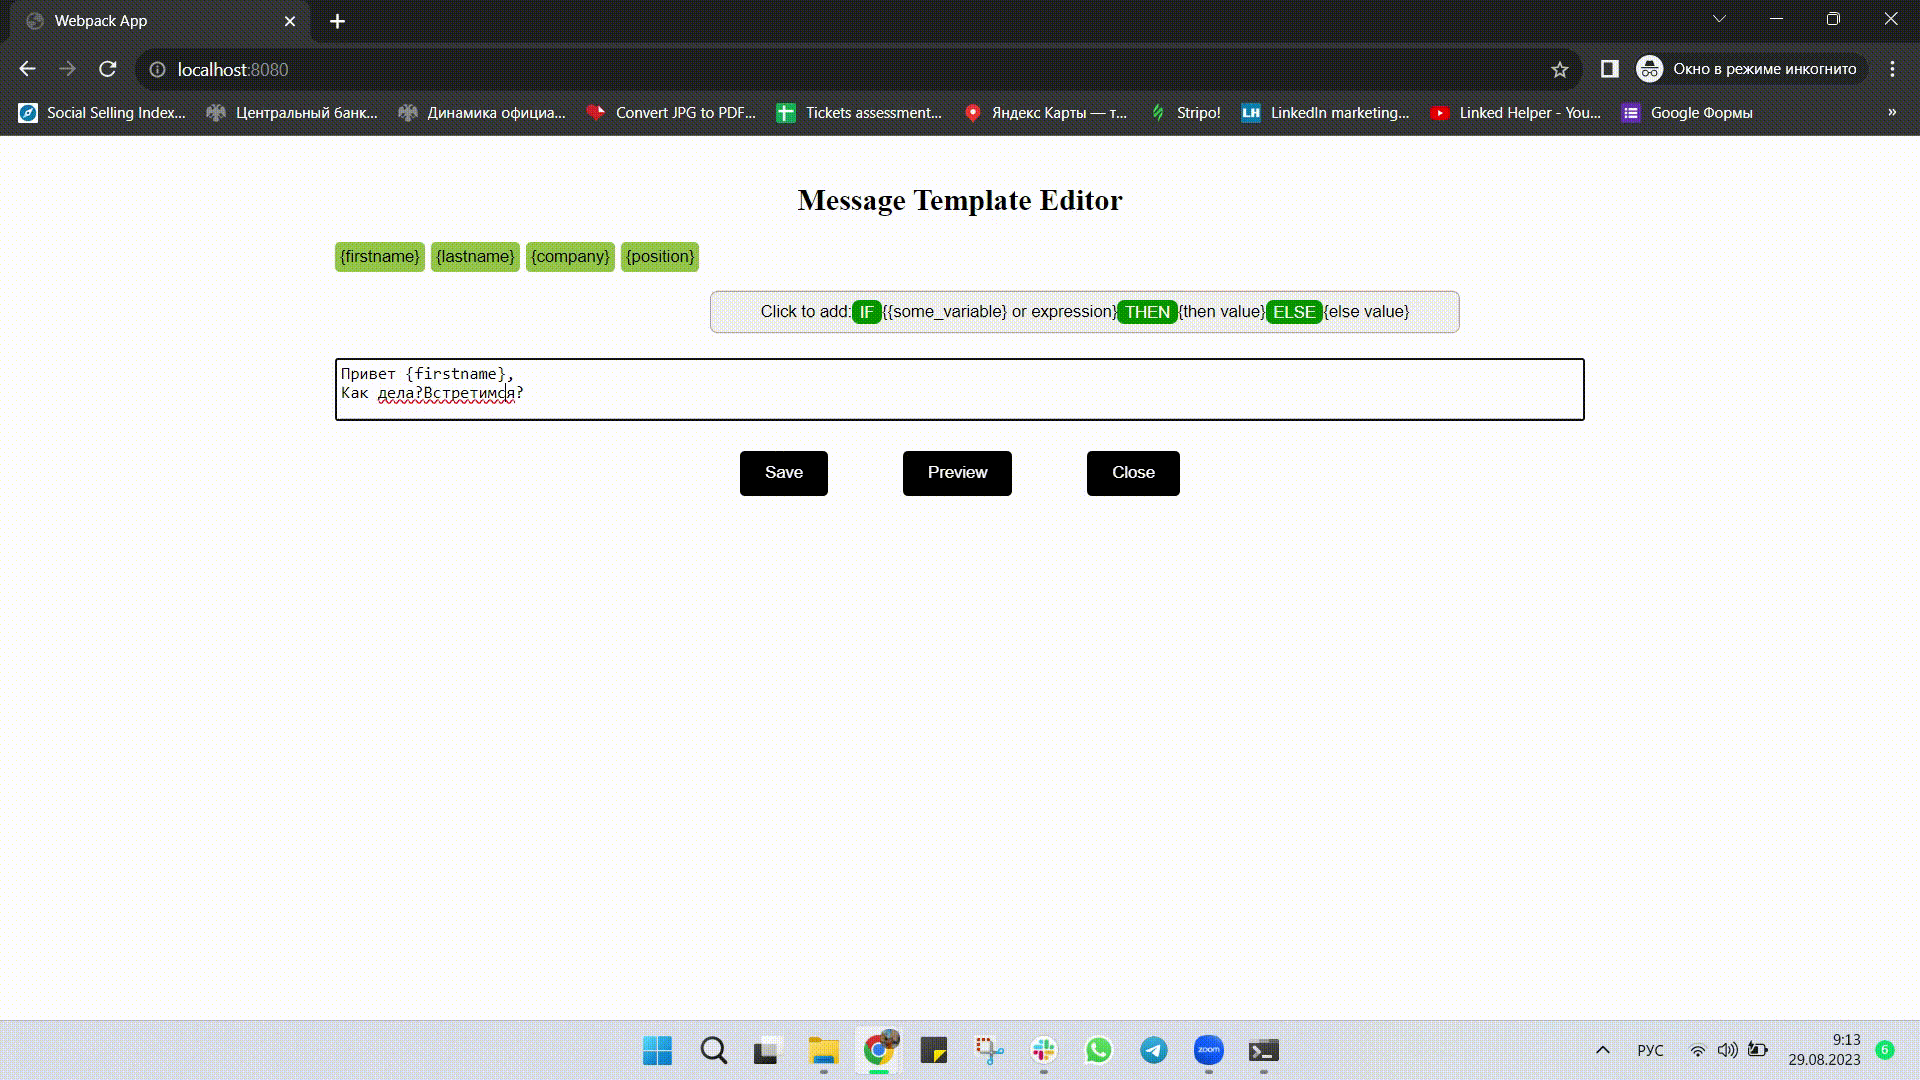 Webpack App
localhost:8080
Окно в режиме инкогнито
Social Selling Index... Центральный банк... Динамика официа... Convert JPG to PDF... Tickets assessment... Яндекс Карты — т... Stripo! LH LinkedIn marketing... Linked Helper - You... Google Формы »
Message Template Editor
{firstname} {lastname} {company} {position}
Click to add: IF {{some_variable} or expression} THEN {then value} ELSE {else value}
Привет {firstname},
Как дела?Встретимся?
Save Preview Close
zoom
РУС
9:13
29.08.2023
6